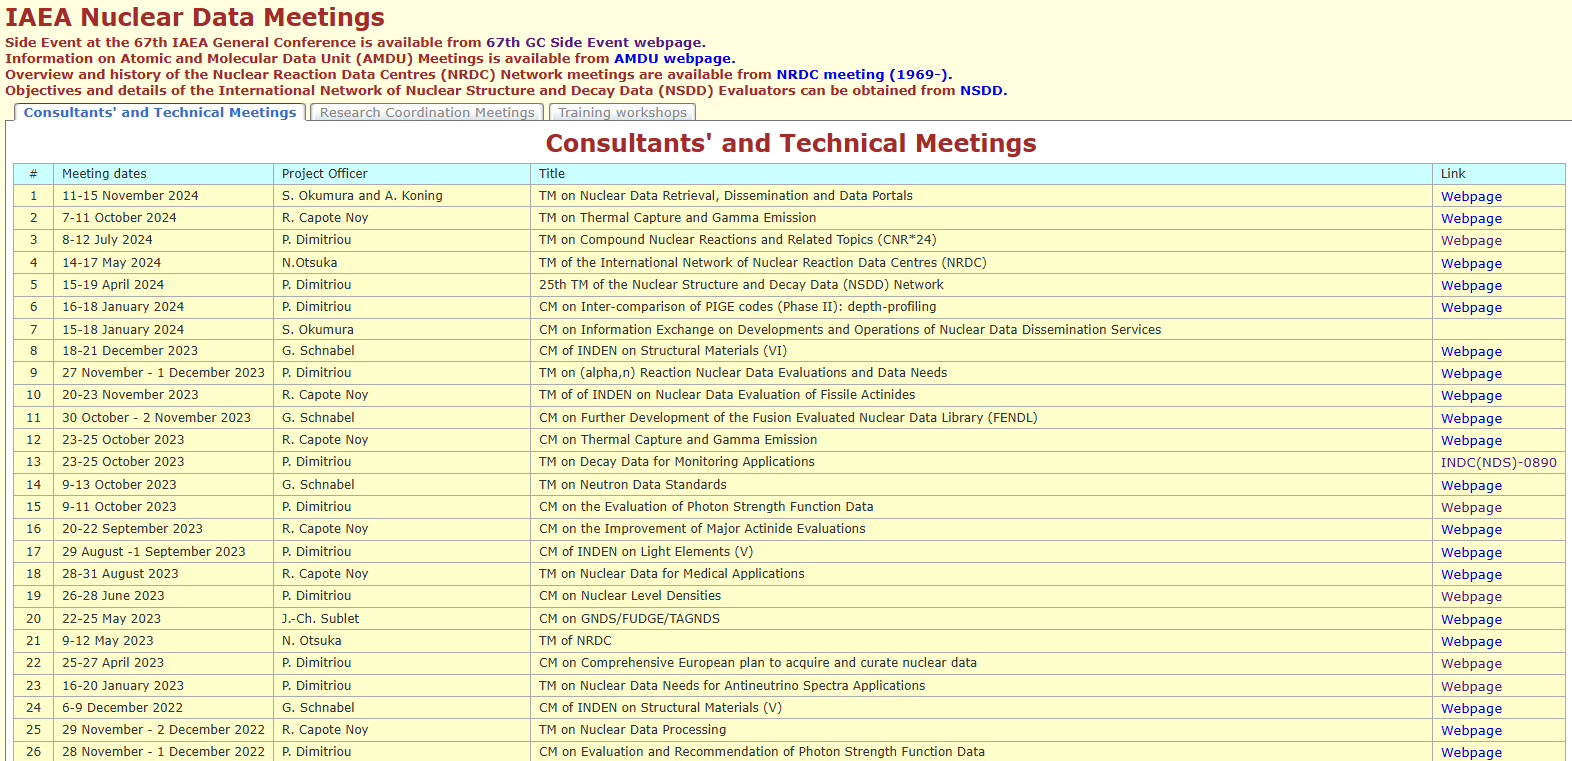 IAEA Nuclear Data Meetings
Side Event at the 67th IAEA General Conference is available from 67th GC Side Event webpage.
Information on Atomic and Molecular Data Unit (AMDU) Meetings is available from AMDU webpage.
Overview and history of the Nuclear Reaction Data Centres (NRDC) Network meetings are available from NRDC meeting (1969-).
Objectives and details of the International Network of Nuclear Structure and Decay Data (NSDD) Evaluators can be obtained from NSDD.
Consultants' and Technical Meetings Research Coordination Meetings Training workshops
Consultants' and Technical Meetings
# Meeting dates Project Officer Title Link
1 11-15 November 2024 S. Okumura and A. Koning TM on Nuclear Data Retrieval, Dissemination and Data Portals Webpage
2 7-11 October 2024 R. Capote Noy TM on Thermal Capture and Gamma Emission Webpage
3 8-12 July 2024 P. Dimitriou TM on Compound Nuclear Reactions and Related Topics (CNR*24) Webpage
4 14-17 May 2024 N.Otsuka TM of the International Network of Nuclear Reaction Data Centres (NRDC) Webpage
5 15-19 April 2024 P. Dimitriou 25th TM of the Nuclear Structure and Decay Data (NSDD) Network Webpage
6 16-18 January 2024 P. Dimitriou CM on Inter-comparison of PIGE codes (Phase II): depth-profiling Webpage
7 15-18 January 2024 S. Okumura CM on Information Exchange on Developments and Operations of Nuclear Data Dissemination Services
8 18-21 December 2023 G. Schnabel CM of INDEN on Structural Materials (VI) Webpage
9 27 November - 1 December 2023 P. Dimitriou TM on (alpha,n) Reaction Nuclear Data Evaluations and Data Needs Webpage
10 20-23 November 2023 R. Capote Noy TM of of INDEN on Nuclear Data Evaluation of Fissile Actinides Webpage
11 30 October - 2 November 2023 G. Schnabel CM on Further Development of the Fusion Evaluated Nuclear Data Library (FENDL) Webpage
12 23-25 October 2023 R. Capote Noy CM on Thermal Capture and Gamma Emission Webpage
13 23-25 October 2023 P. Dimitriou TM on Decay Data for Monitoring Applications INDC(NDS)-0890
14 9-13 October 2023 G. Schnabel TM on Neutron Data Standards Webpage
15 9-11 October 2023 P. Dimitriou CM on the Evaluation of Photon Strength Function Data Webpage
16 20-22 September 2023 R. Capote Noy CM on the Improvement of Major Actinide Evaluations Webpage
17 29 August -1 September 2023 P. Dimitriou CM of INDEN on Light Elements (V) Webpage
18 28-31 August 2023 R. Capote Noy TM on Nuclear Data for Medical Applications Webpage
19 26-28 June 2023 P. Dimitriou CM on Nuclear Level Densities Webpage
20 22-25 May 2023 J.-Ch. Sublet CM on GNDS/FUDGE/TAGNDS Webpage
21 9-12 May 2023 N. Otsuka TM of NRDC Webpage
22 25-27 April 2023 P. Dimitriou CM on Comprehensive European plan to acquire and curate nuclear data Webpage
23 16-20 January 2023 P. Dimitriou TM on Nuclear Data Needs for Antineutrino Spectra Applications Webpage
24 6-9 December 2022 G. Schnabel CM of INDEN on Structural Materials (V) Webpage
25 29 November - 2 December 2022 R. Capote Noy TM on Nuclear Data Processing Webpage
26 28 November - 1 December 2022 P. Dimitriou CM on Evaluation and Recommendation of Photon Strength Function Data Webpage